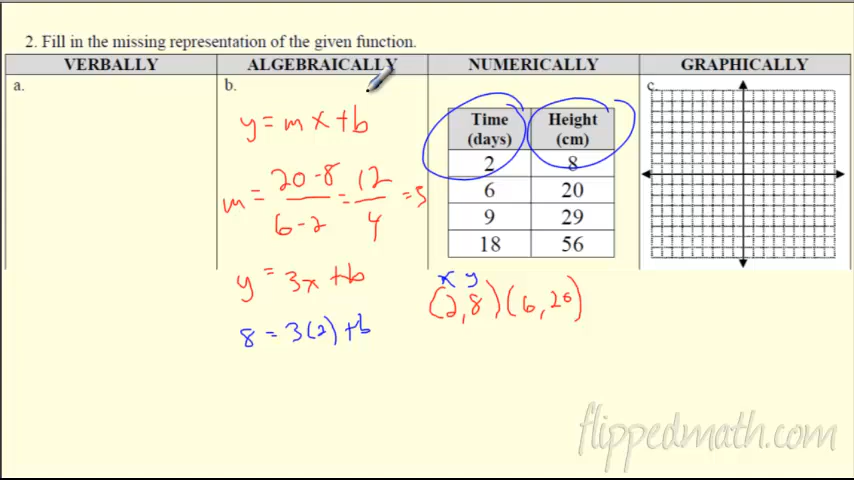 2. Fill in the missing representation of the given function.
VERBALLY ALGEBRAICALLY NUMERICALLY GRAPHICALLY
a. b. c.
y = mx + b
m = 20-8/6-2 = 12/4 = 3
y = 3x + b
8 = 3(2) + b
Time (days) Height (cm)
2 8
6 20
9 29
18 56
x y
(2,8) (6,20)
flippedmath.com